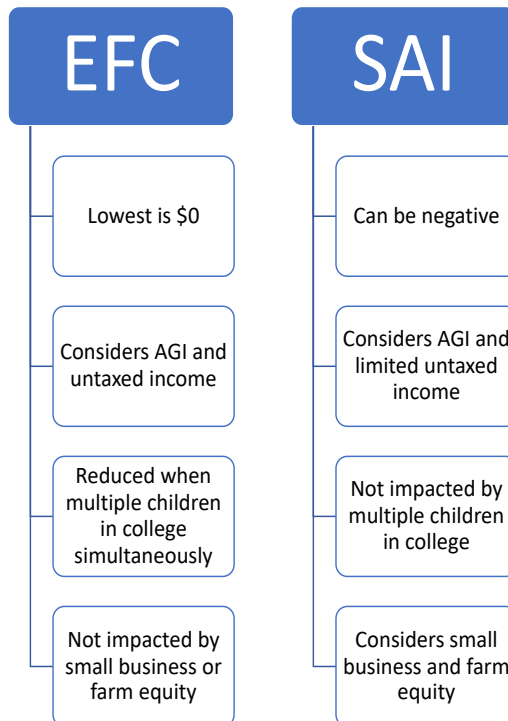 EFC
Lowest is $0
Considers AGI and
untaxed income
Reduced when
multiple children
in college
simultaneously
Not impacted by
small business or
farm equity
SAI
Can be negative
Considers AGI and
limited untaxed
income
Not impacted by
multiple children
in college
Considers small
business and farm
equity